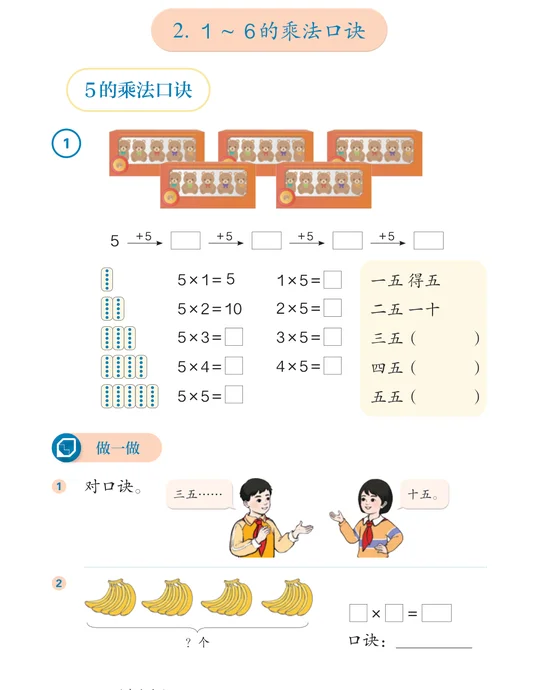 2. 1 ~ 6的乘法口诀
5的乘法口诀
1
5 +5 □ +5 □ +5 □ +5 □
5×1=5 1×5=□ 一五得五
5×2=10 2×5=□ 二五一十
5×3=□ 3×5=□ 三五（ ）
5×4=□ 4×5=□ 四五（ ）
5×5=□ 五五（ ）
做一做
1 对口诀。
三五……
十五。
2
□×□=□
? 个
口诀：